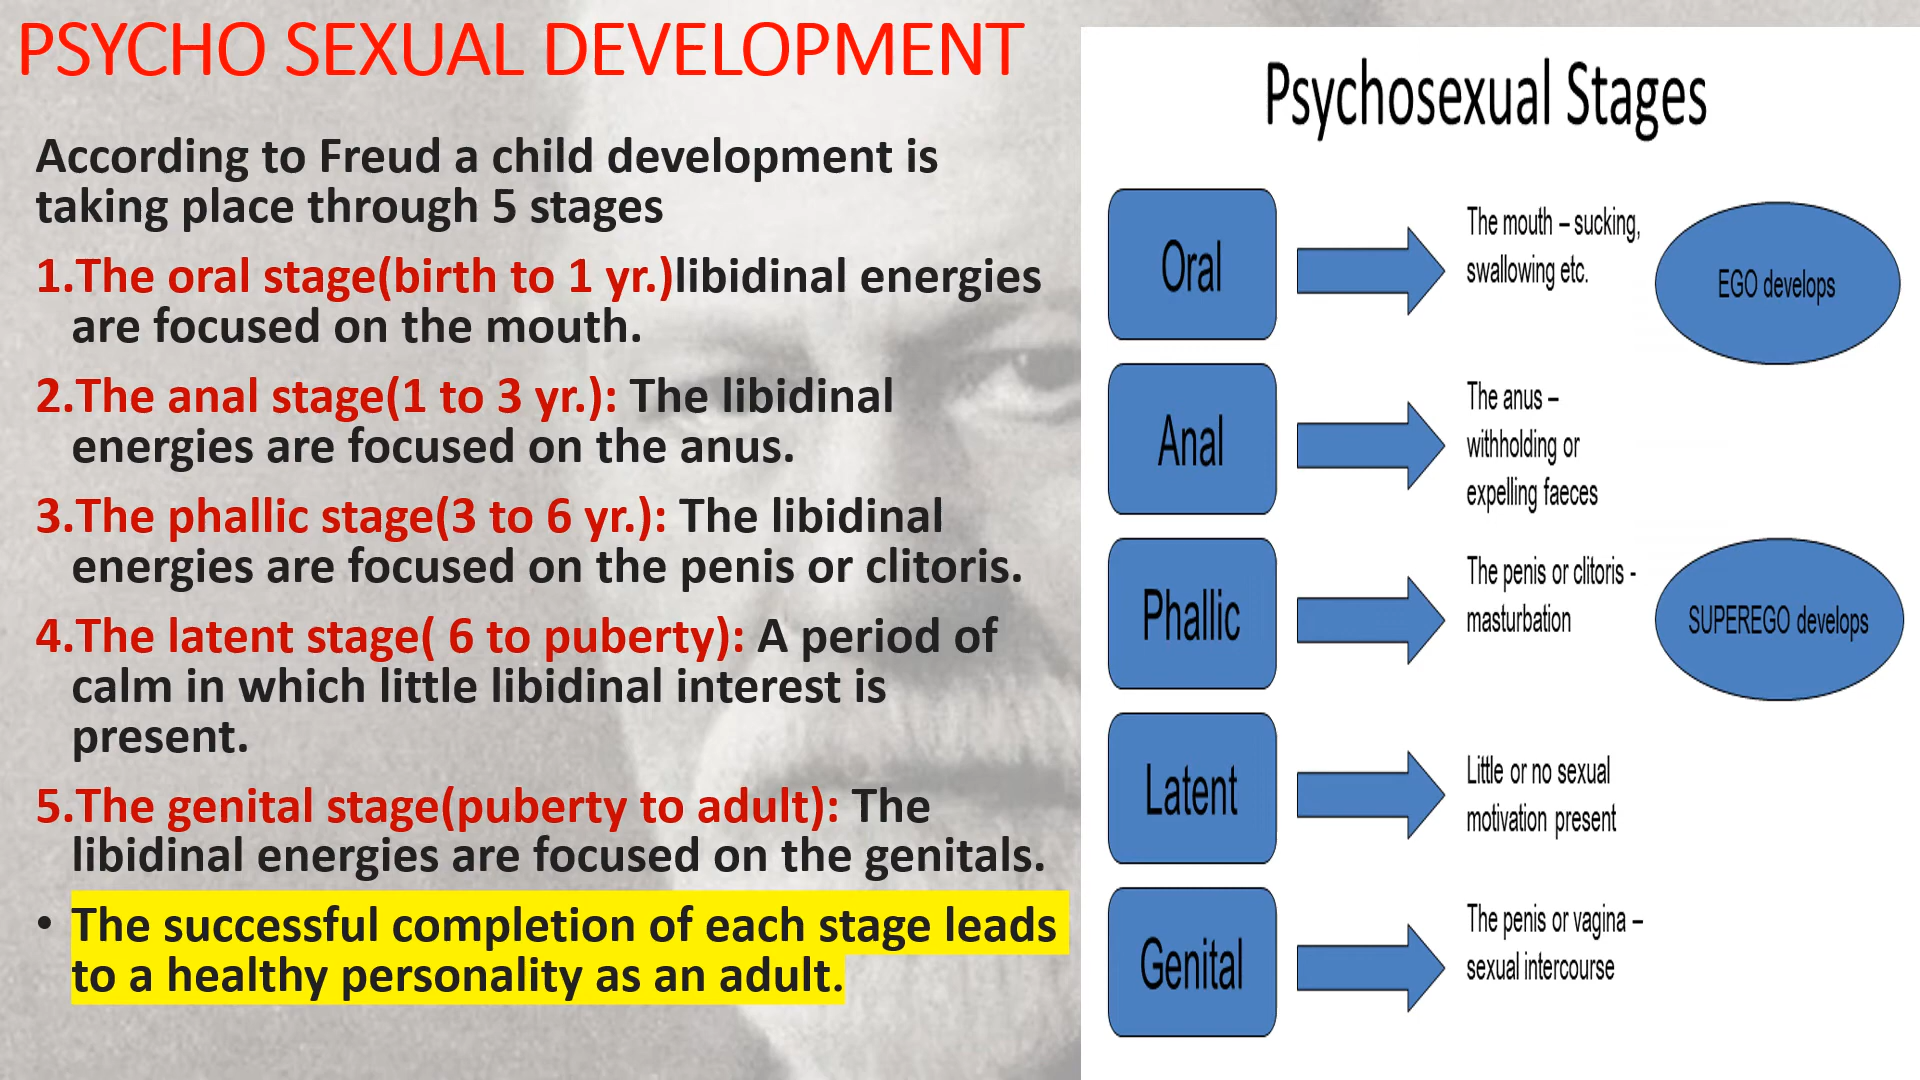 PSYCHO SEXUAL DEVELOPMENT
According to Freud a child development is
taking place through 5 stages
1.The oral stage(birth to 1 yr.)libidinal energies
are focused on the mouth.
2.The anal stage(1 to 3 yr.): The libidinal
energies are focused on the anus.
3.The phallic stage(3 to 6 yr.): The libidinal
energies are focused on the penis or clitoris.
4.The latent stage( 6 to puberty): A period of
calm in which little libidinal interest is
present.
5.The genital stage(puberty to adult): The
libidinal energies are focused on the genitals.
• The successful completion of each stage leads
to a healthy personality as an adult.
Psychosexual Stages
Oral
The mouth – sucking,
swallowing etc.
EGO develops
Anal
The anus –
withholding or
expelling faeces
Phallic
The penis or clitoris -
masturbation
SUPEREGO develops
Latent
Little or no sexual
motivation present
Genital
The penis or vagina –
sexual intercourse